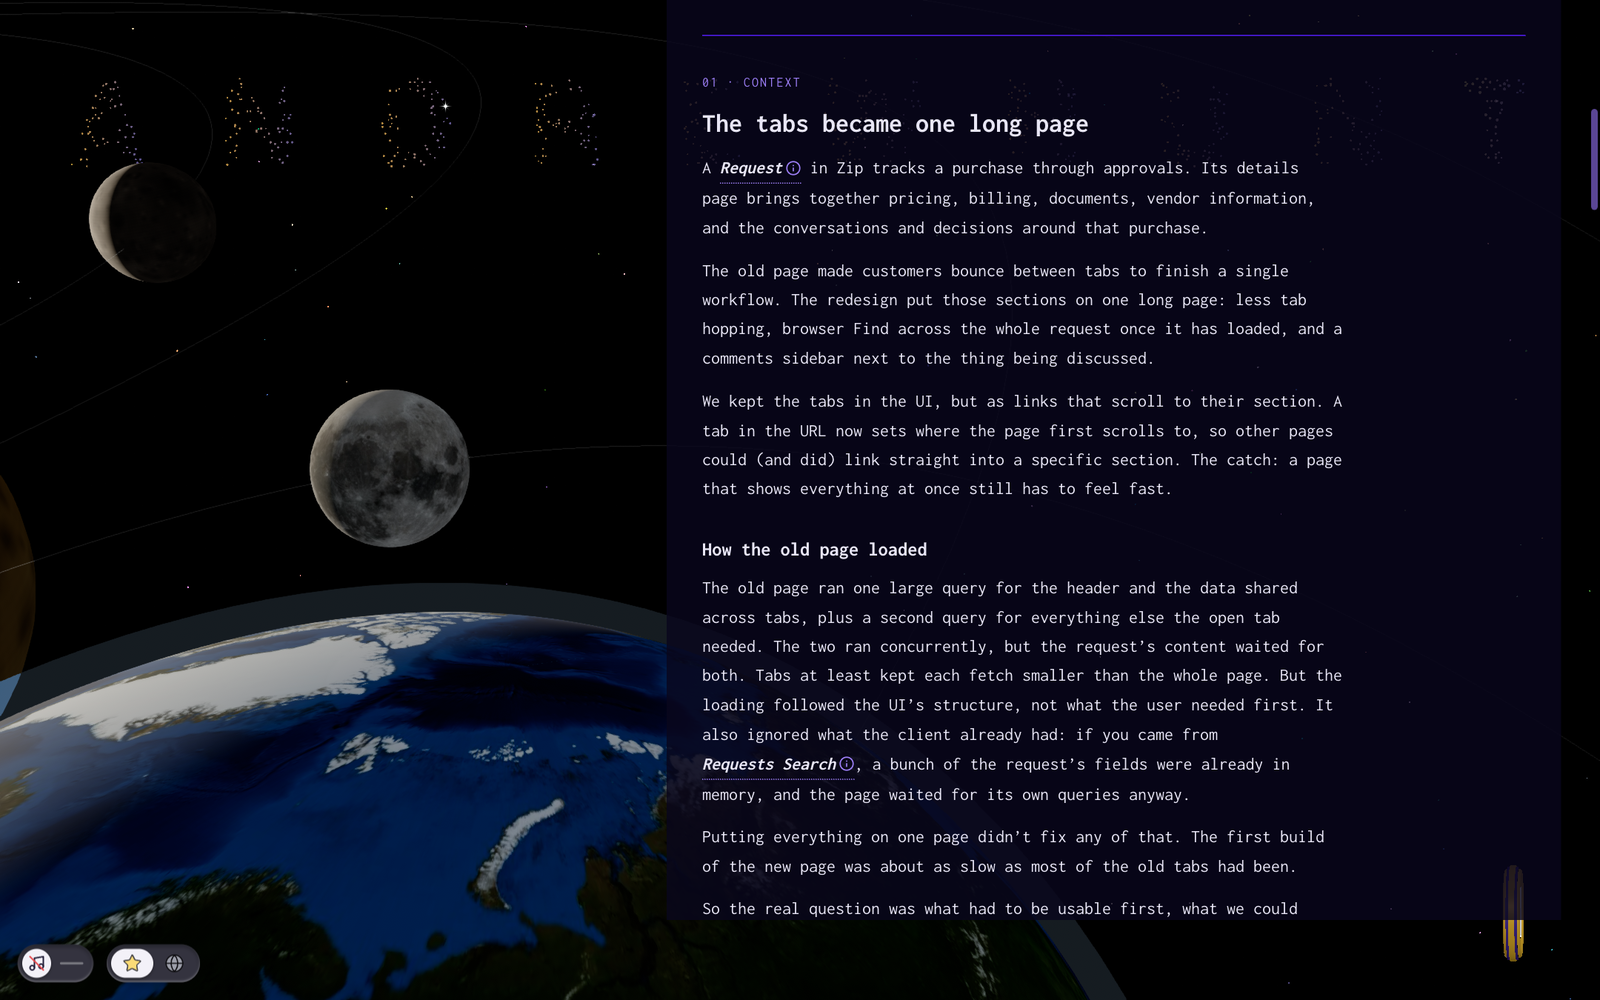 A N D R
01 · CONTEXT
The tabs became one long page
A Request in Zip tracks a purchase through approvals. Its details
page brings together pricing, billing, documents, vendor information,
and the conversations and decisions around that purchase.
The old page made customers bounce between tabs to finish a single
workflow. The redesign put those sections on one long page: less tab
hopping, browser Find across the whole request once it has loaded, and a
comments sidebar next to the thing being discussed.
We kept the tabs in the UI, but as links that scroll to their section. A
tab in the URL now sets where the page first scrolls to, so other pages
could (and did) link straight into a specific section. The catch: a page
that shows everything at once still has to feel fast.
How the old page loaded
The old page ran one large query for the header and the data shared
across tabs, plus a second query for everything else the open tab
needed. The two ran concurrently, but the request’s content waited for
both. Tabs at least kept each fetch smaller than the whole page. But the
loading followed the UI’s structure, not what the user needed first. It
also ignored what the client already had: if you came from
Requests Search, a bunch of the request’s fields were already in
memory, and the page waited for its own queries anyway.
Putting everything on one page didn’t fix any of that. The first build
of the new page was about as slow as most of the old tabs had been.
So the real question was what had to be usable first, what we could